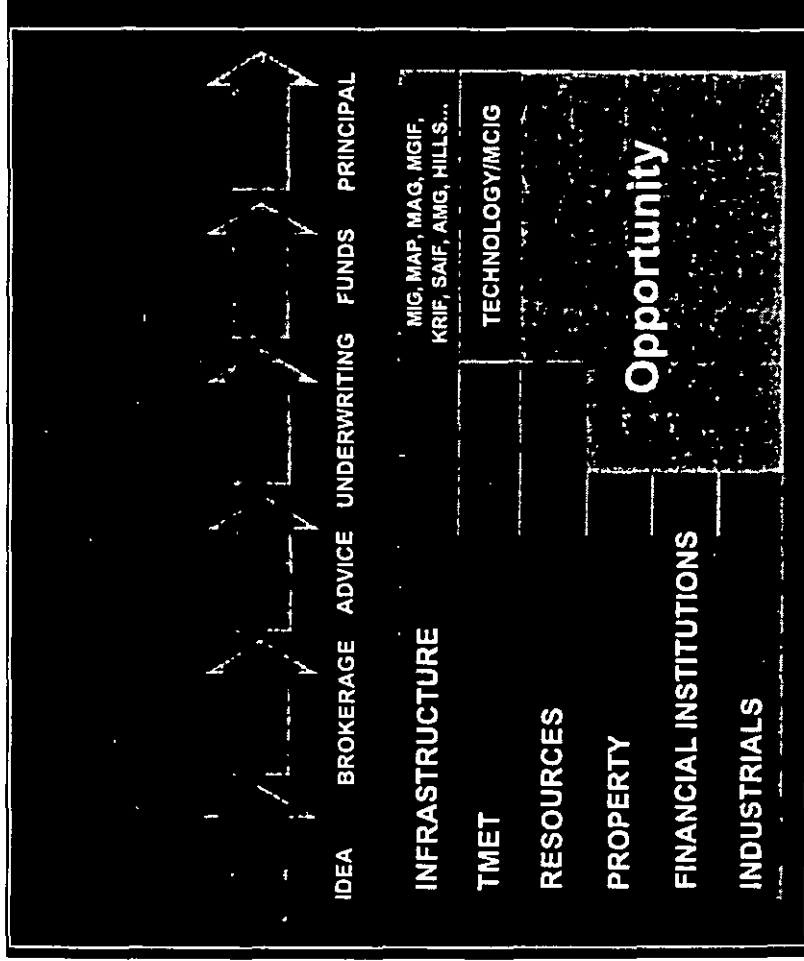 IDEA BROKERAGE ADVICE UNDERWRITING FUNDS PRINCIPAL
INFRASTRUCTURE
MIG, MAP, MAG, MGIF,
KRIF, SAIF, AMG, HILLS...
TMET
TECHNOLOGY/MCIG
RESOURCES
PROPERTY
FINANCIAL INSTITUTIONS
INDUSTRIALS
Opportunity